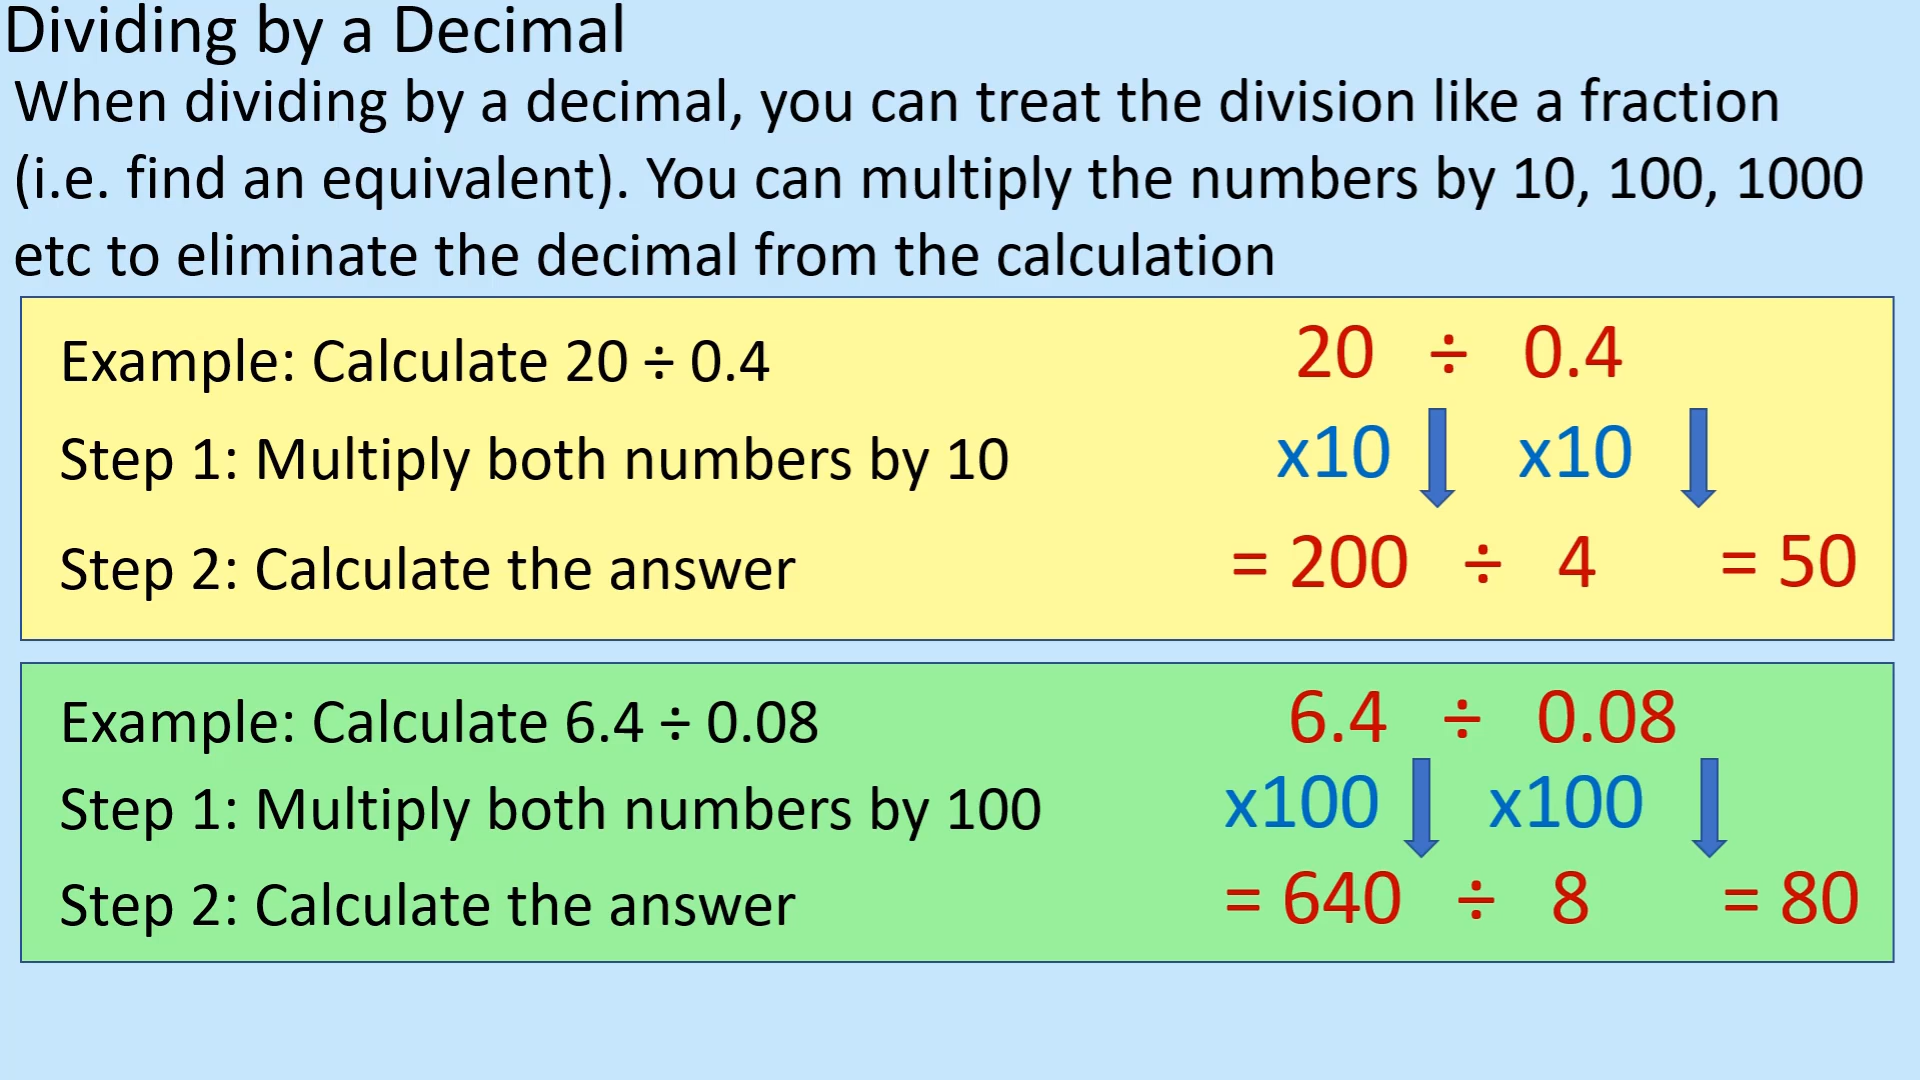 Dividing by a Decimal
When dividing by a decimal, you can treat the division like a fraction
(i.e. find an equivalent). You can multiply the numbers by 10, 100, 1000
etc to eliminate the decimal from the calculation
Example: Calculate 20 ÷ 0.4
20 ÷ 0.4
Step 1: Multiply both numbers by 10
x10 x10
Step 2: Calculate the answer
= 200 ÷ 4 = 50
Example: Calculate 6.4 ÷ 0.08
6.4 ÷ 0.08
Step 1: Multiply both numbers by 100
x100 x100
Step 2: Calculate the answer
= 640 ÷ 8 = 80